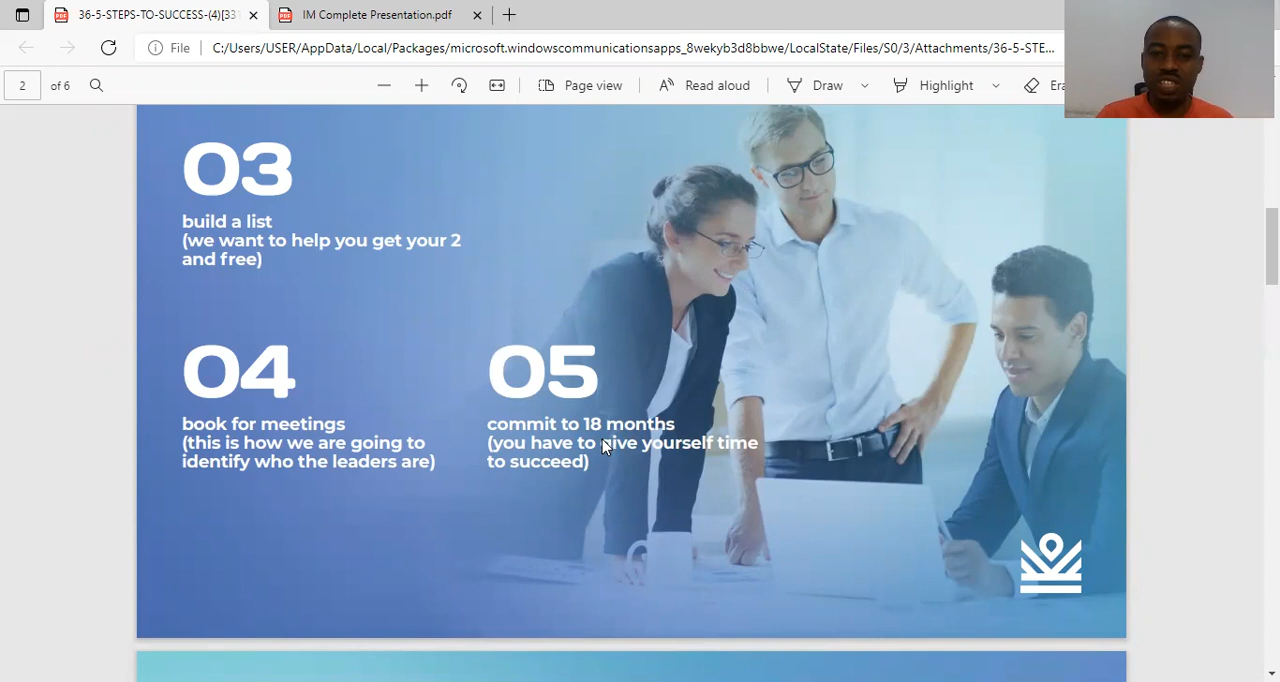 36-5-STEPS-TO-SUCCESS-(4)[331
IM Complete Presentation.pdf
File
C:/Users/USER/AppData/Local/Packages/microsoft.windowscommunicationsapps_8wekyb3d8bbwe/LocalState/Files/S0/3/Attachments/36-5-STE...
2 of 6
Page view
Read aloud
Draw
Highlight
Era
03
build a list
(we want to help you get your 2
and free)
04
book for meetings
(this is how we are going to
identify who the leaders are)
05
commit to 18 months
(you have to give yourself time
to succeed)